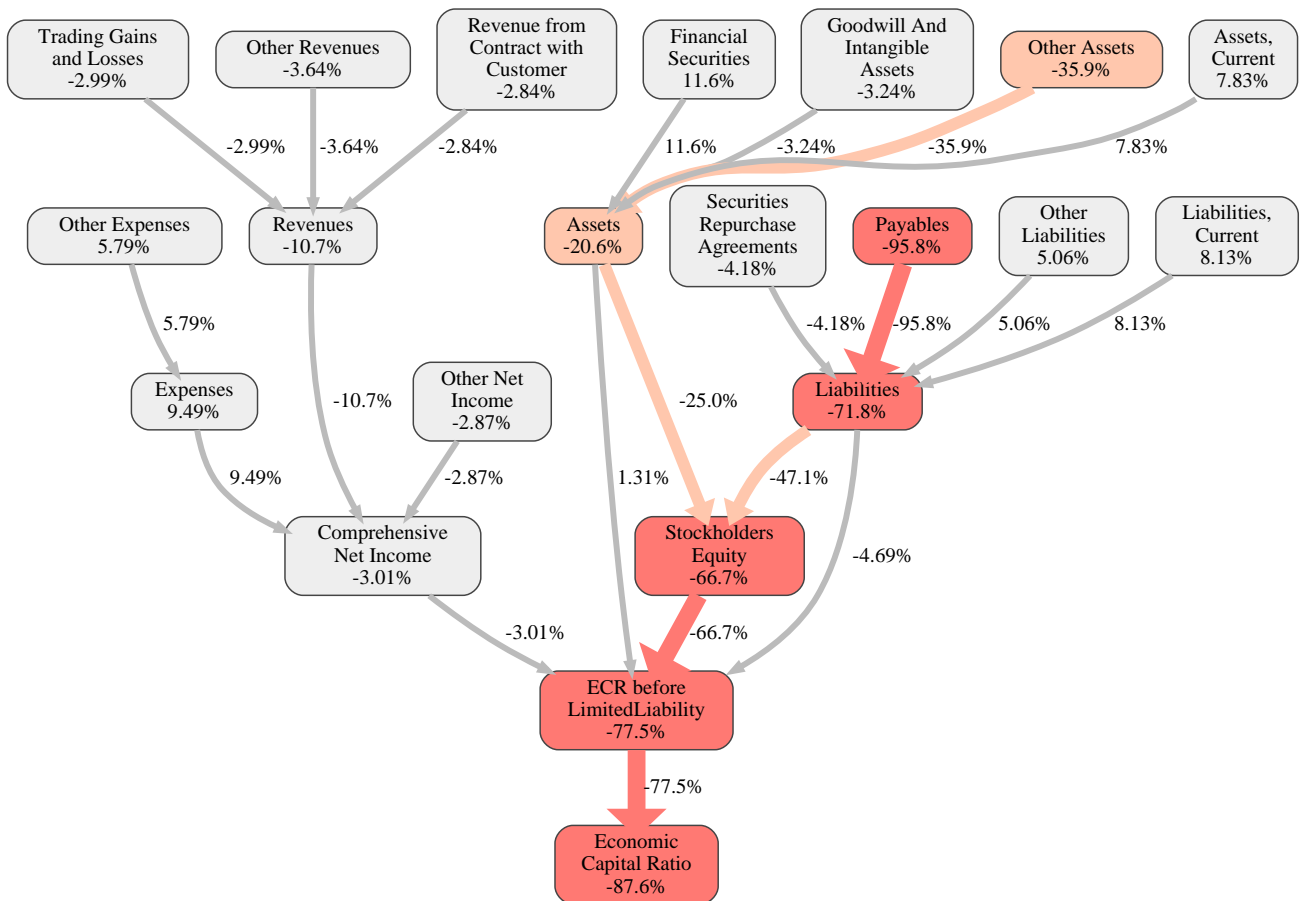 Trading Gains
and Losses
-2.99%
Other Revenues
-3.64%
Revenue from
Contract with
Customer
-2.84%
Financial
Securities
11.6%
Goodwill And
Intangible
Assets
-3.24%
Other Assets
-35.9%
Assets,
Current
7.83%
-2.99%
-3.64%
-2.84%
11.6%
-3.24%
-35.9%
7.83%
Other Expenses
5.79%
Revenues
-10.7%
Assets
-20.6%
Securities
Repurchase
Agreements
-4.18%
Payables
-95.8%
Other
Liabilities
5.06%
Liabilities,
Current
8.13%
5.79%
-4.18%
-95.8%
5.06%
8.13%
Expenses
9.49%
-10.7%
Other Net
Income
-2.87%
-25.0%
Liabilities
-71.8%
9.49%
-2.87%
1.31%
-47.1%
Comprehensive
Net Income
-3.01%
Stockholders
Equity
-66.7%
-4.69%
-3.01%
-66.7%
ECR before
LimitedLiability
-77.5%
-77.5%
Economic
Capital Ratio
-87.6%